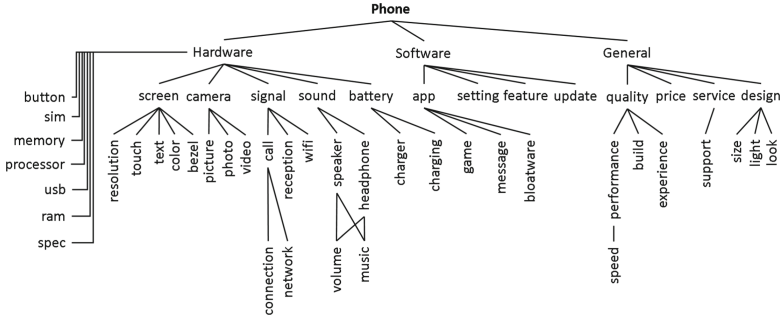 Phone
Hardware Software General
button
sim
memory
processor
usb
ram
spec
screen camera signal sound battery app setting feature update quality price service design
resolution
touch
text
color
bezel
picture
photo
video
call
reception
wifi
speaker
headphone
charger
charging
game
message
bloatware
performance
build
experience
support
size
light
look
connection
network
volume
music
speed